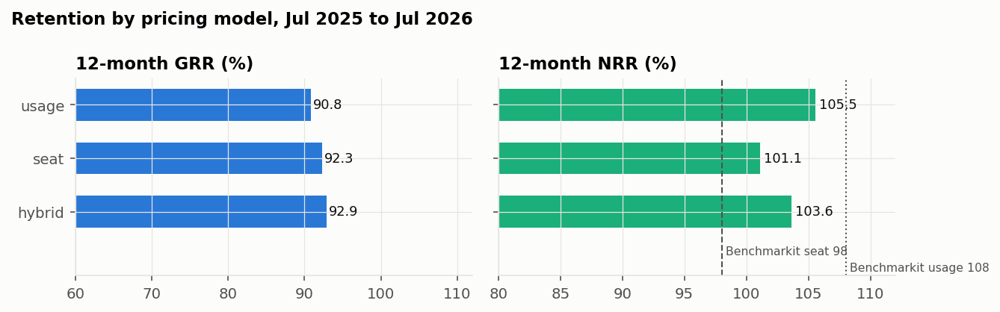 Retention by pricing model, Jul 2025 to Jul 2026
12-month GRR (%)
usage
90.8
seat
92.3
hybrid
92.9
60 70 80 90 100 110
12-month NRR (%)
105.5
101.1
103.6
Benchmarkit seat 98
Benchmarkit usage 108
80 85 90 95 100 105 110